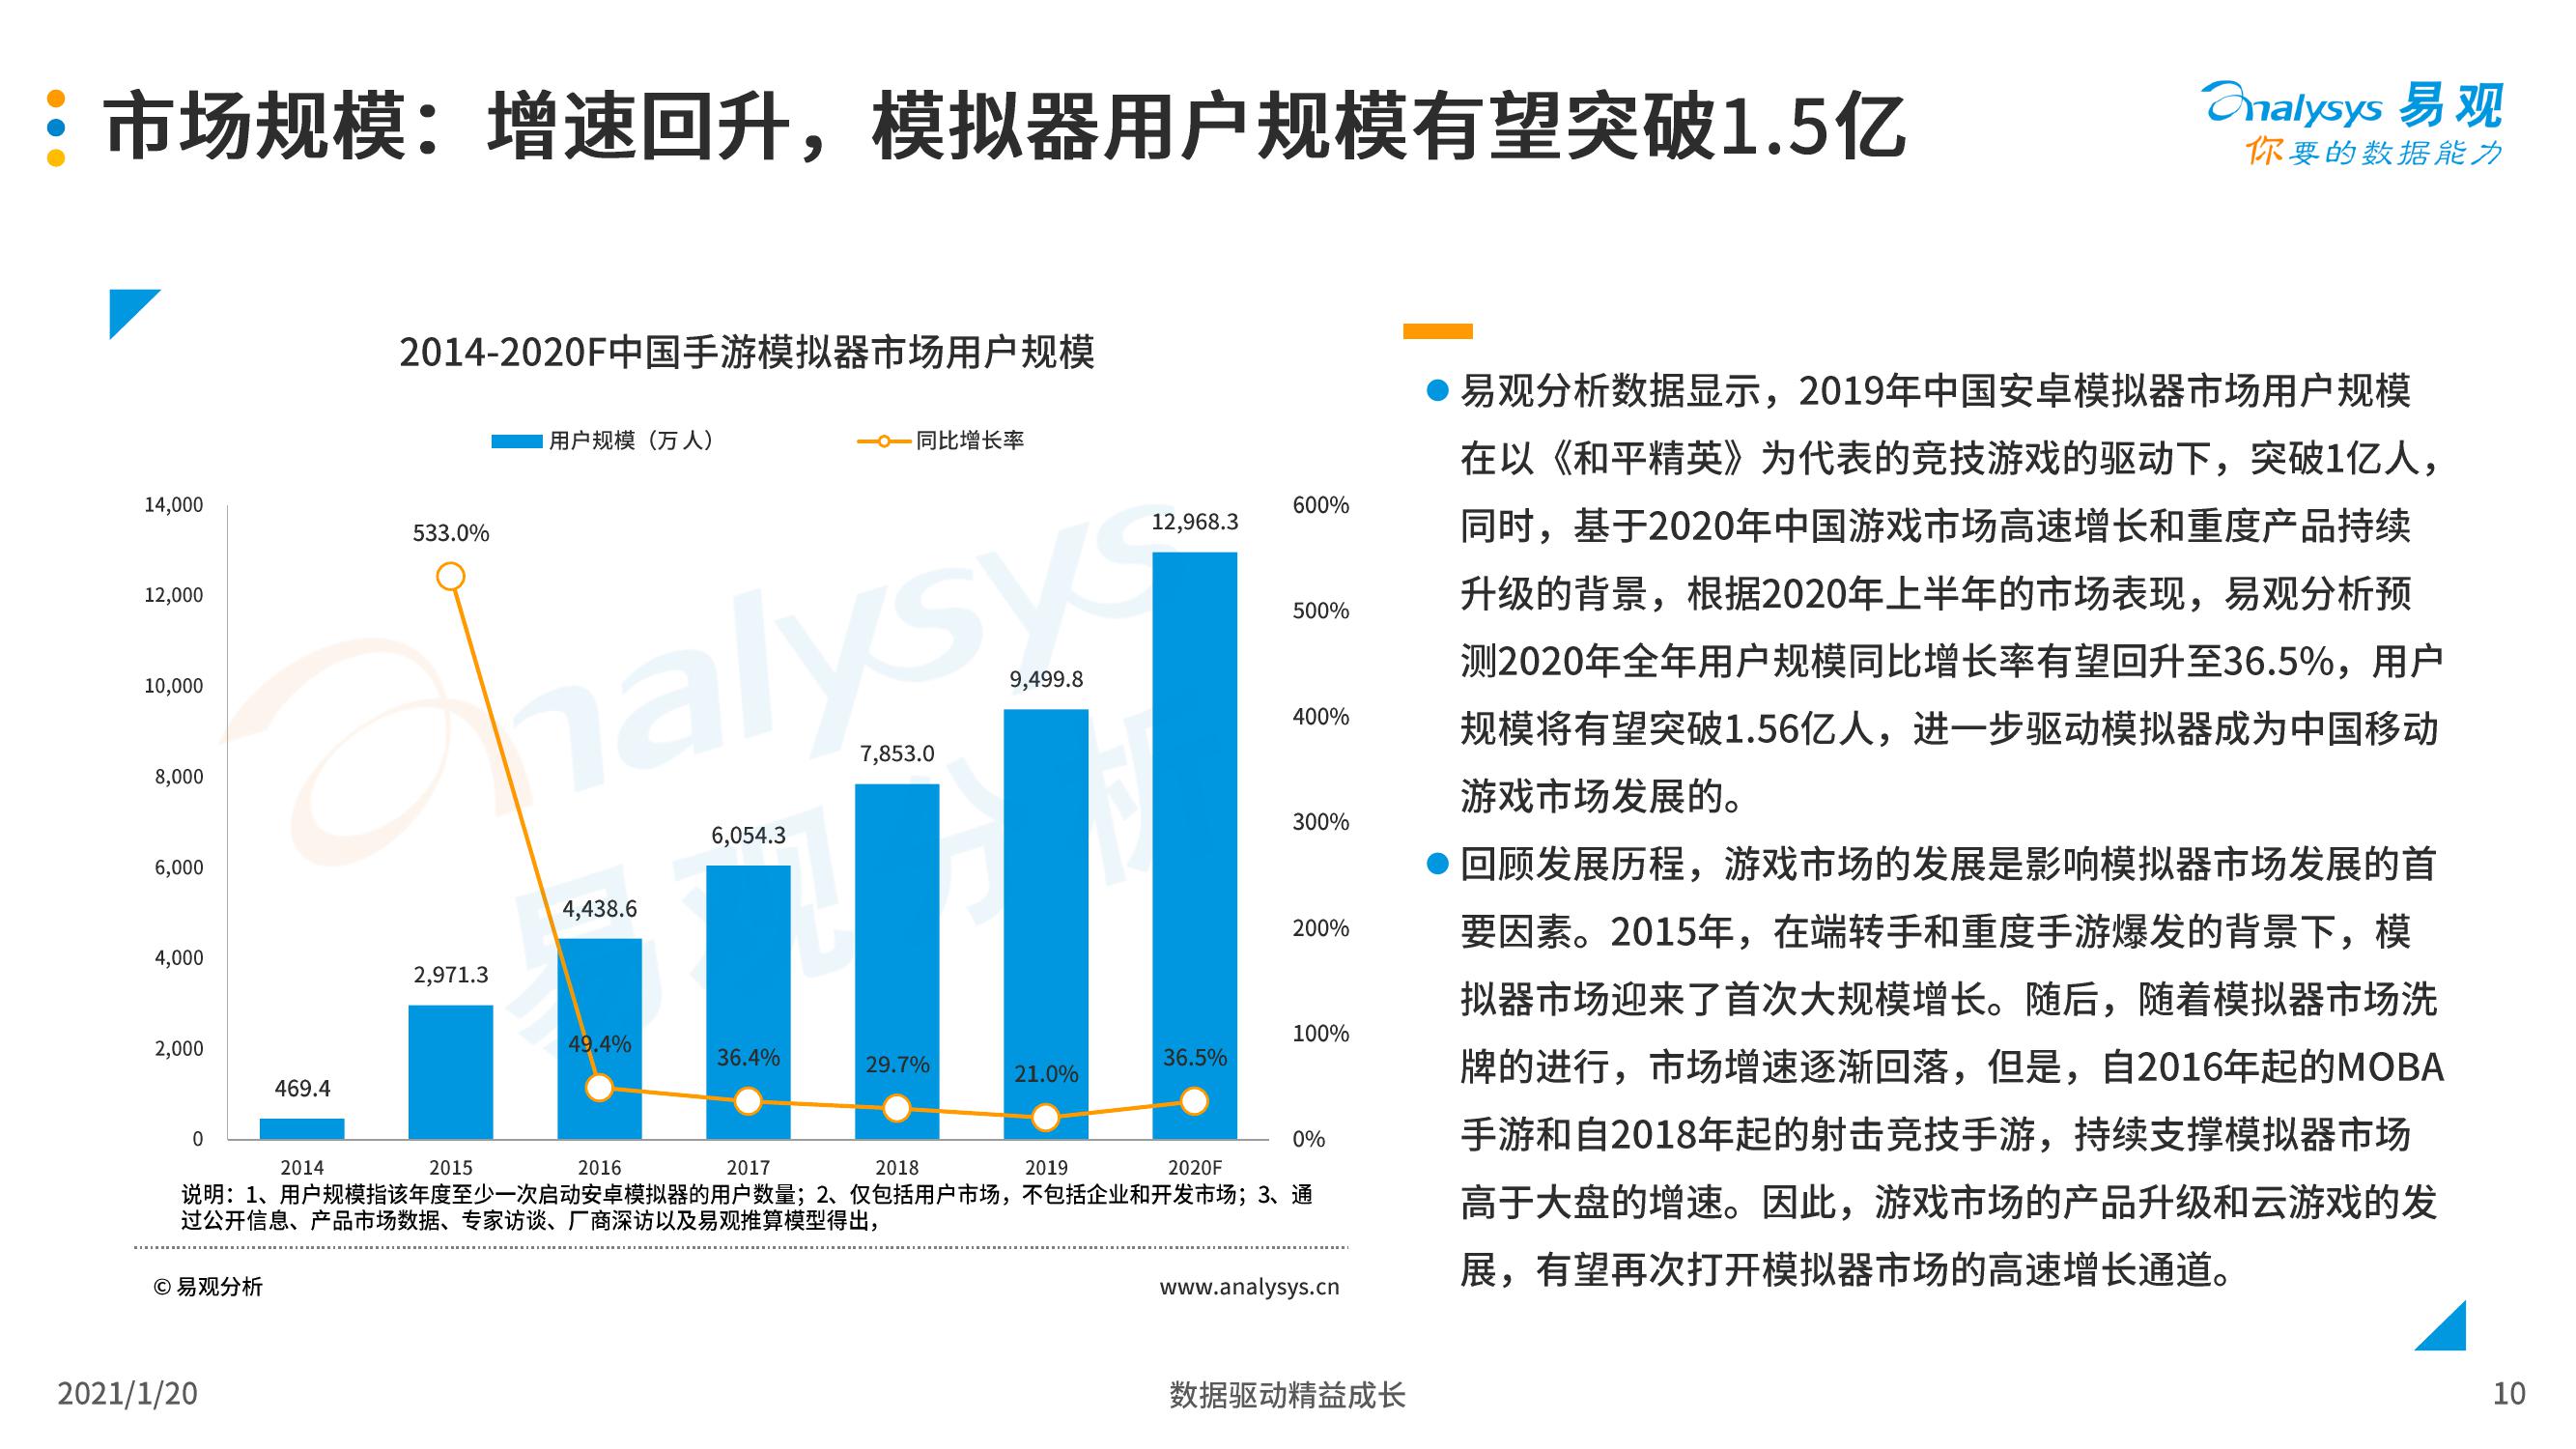 市场规模：增速回升，模拟器用户规模有望突破1.5亿
analysys 易观
你要的数据能力
2014-2020F中国手游模拟器市场用户规模
用户规模（万人） 同比增长率
14,000
12,000
10,000
8,000
6,000
4,000
2,000
0
600%
500%
400%
300%
200%
100%
0%
469.4
2,971.3
4,438.6
6,054.3
7,853.0
9,499.8
12,968.3
533.0%
49.4%
36.4%
29.7%
21.0%
36.5%
2014 2015 2016 2017 2018 2019 2020F
analysys
易观分析
说明：1、用户规模指该年度至少一次启动安卓模拟器的用户数量；2、仅包括用户市场，不包括企业和开发市场；3、通
过公开信息、产品市场数据、专家访谈、厂商深访以及易观推算模型得出，
© 易观分析 www.analysys.cn
易观分析数据显示，2019年中国安卓模拟器市场用户规模
在以《和平精英》为代表的竞技游戏的驱动下，突破1亿人，
同时，基于2020年中国游戏市场高速增长和重度产品持续
升级的背景，根据2020年上半年的市场表现，易观分析预
测2020年全年用户规模同比增长率有望回升至36.5%，用户
规模将有望突破1.56亿人，进一步驱动模拟器成为中国移动
游戏市场发展的。
回顾发展历程，游戏市场的发展是影响模拟器市场发展的首
要因素。2015年，在端转手和重度手游爆发的背景下，模
拟器市场迎来了首次大规模增长。随后，随着模拟器市场洗
牌的进行，市场增速逐渐回落，但是，自2016年起的MOBA
手游和自2018年起的射击竞技手游，持续支撑模拟器市场
高于大盘的增速。因此，游戏市场的产品升级和云游戏的发
展，有望再次打开模拟器市场的高速增长通道。
2021/1/20 数据驱动精益成长 10